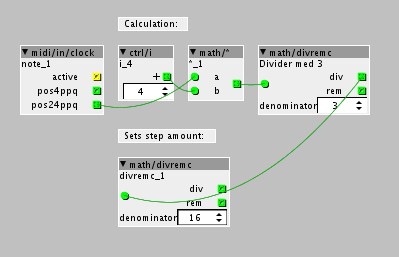 Calculation:
midi/in/clock
note_1
active
pos4ppq
pos24ppq
ctrl/i
i_4
+
4
math/*
*_1
a
b
math/divremc
Divider med 3
div
rem
denominator 3
Sets step amount:
math/divremc
divremc_1
div
rem
denominator 16